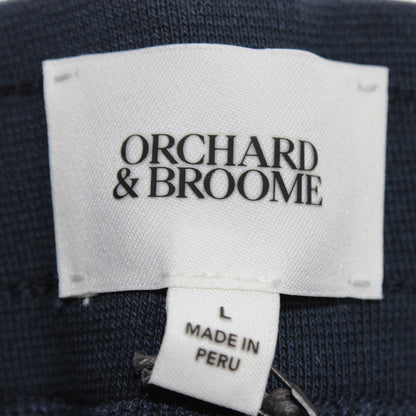 ORCHARD
& BROOME
L
MADE IN
PERU